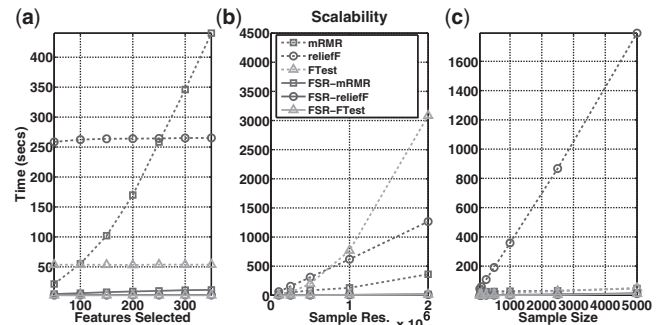 Scalability
(a)
(b)
(c)
Time (secs)
400
350
300
250
200
150
100
50
100
200
300
Features Selected
4500
4000
3500
3000
2500
2000
1500
1000
500
0
0
1
2
Sample Res.
x 10
6
mRMR
reliefF
FTest
FSR-mRMR
FSR-reliefF
FSR-FTest
1600
1400
1200
1000
800
600
400
200
1000
2000
3000
4000
5000
Sample Size